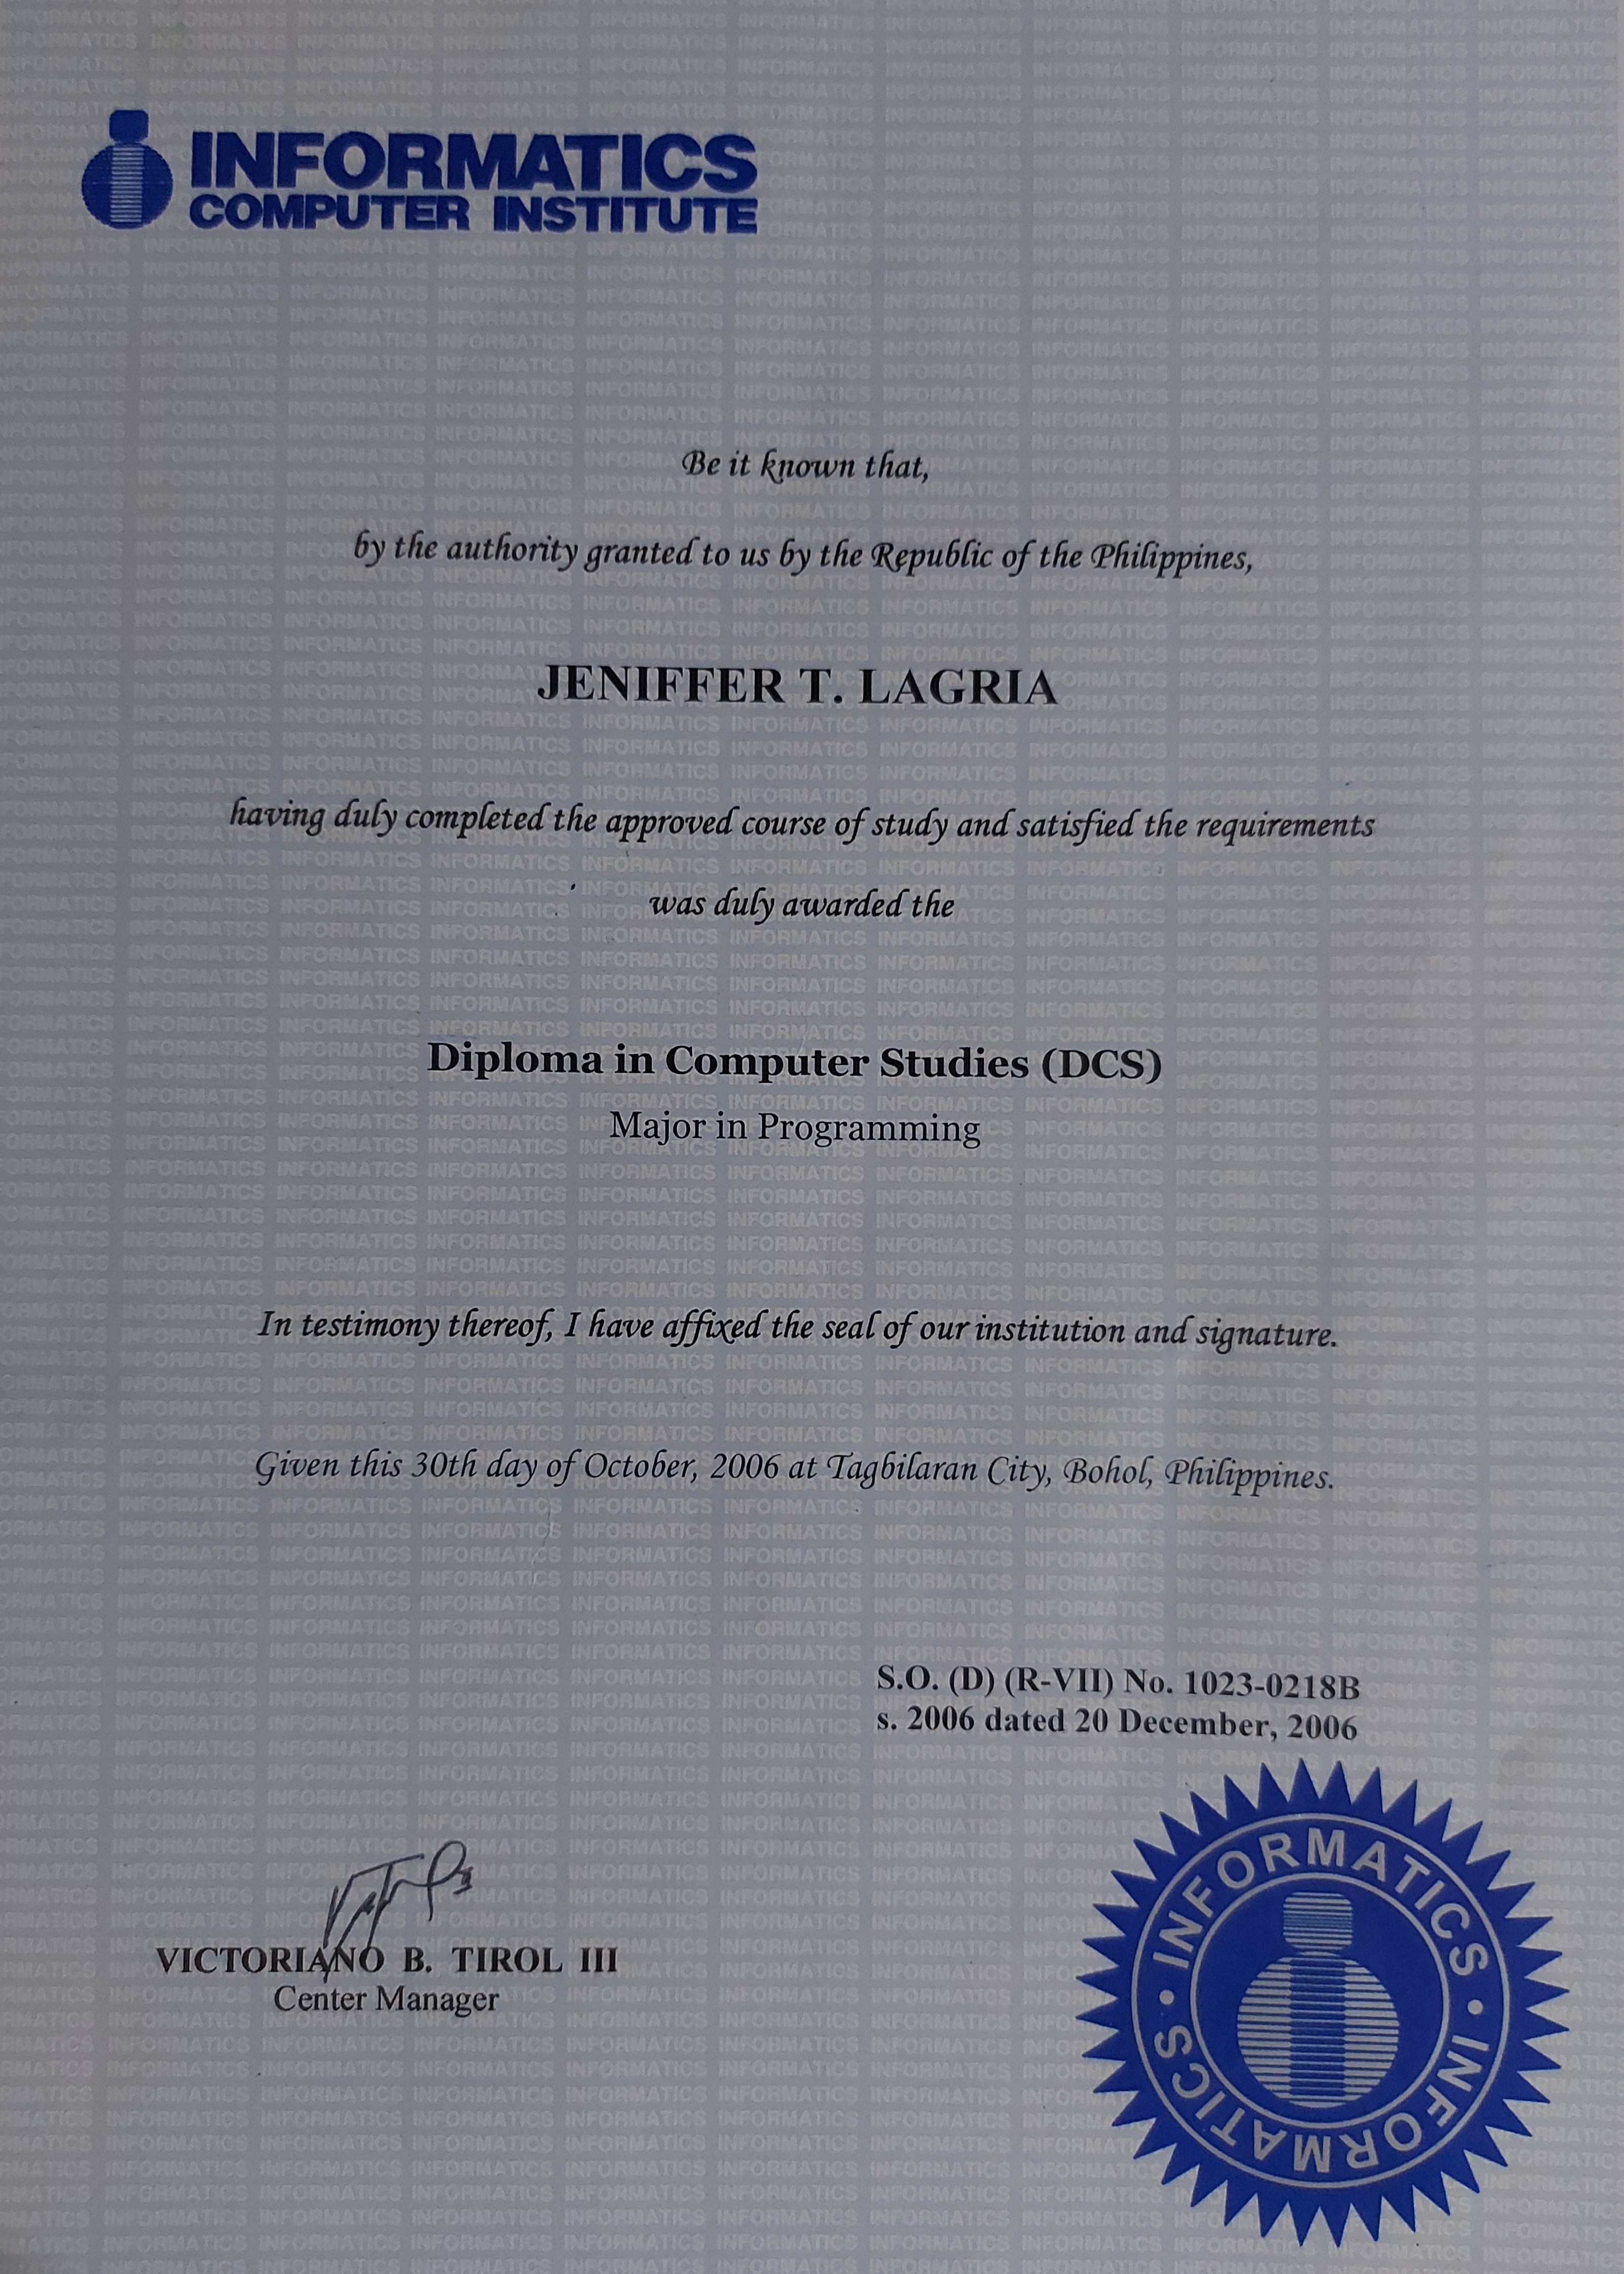 INFORMATICS
COMPUTER INSTITUTE
Be it known that,
by the authority granted to us by the Republic of the Philippines,
JENIFFER T. LAGRIA
having duly completed the approved course of study and satisfied the requirements
was duly awarded the
Diploma in Computer Studies (DCS)
Major in Programming
In testimony thereof, I have affixed the seal of our institution and signature.
Given this 30th day of October, 2006 at Tagbilaran City, Bohol, Philippines.
S.O. (D) (R-VII) No. 1023-0218B
s. 2006 dated 20 December, 2006
VICTORIANO B. TIROL III
Center Manager
INFORMATICS • INFORMATICS •